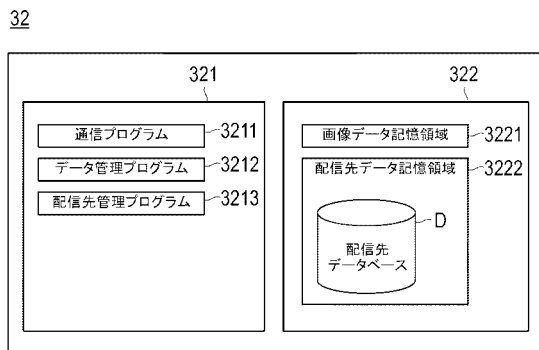 32
321
通信プログラム
3211
データ管理プログラム
3212
配信先管理プログラム
3213
322
画像データ記憶領域
3221
配信先データ記憶領域
3222
D
配信先
データベース